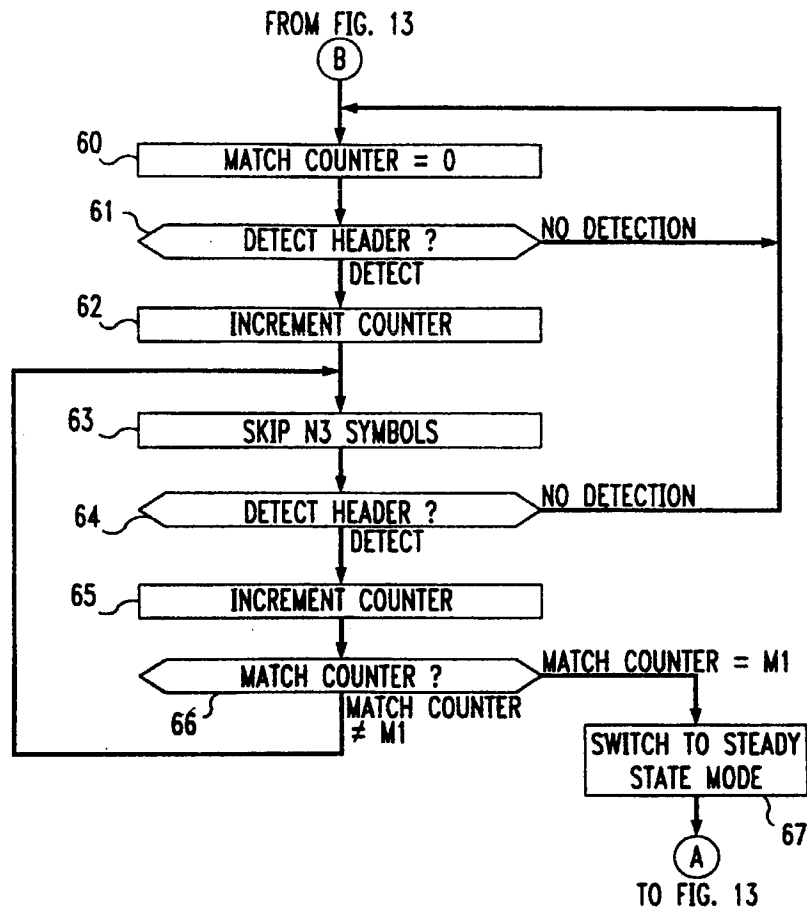 FROM FIG. 13
B
60
MATCH COUNTER = 0
61
DETECT HEADER ?
NO DETECTION
DETECT
62
INCREMENT COUNTER
63
SKIP N3 SYMBOLS
64
DETECT HEADER ?
NO DETECTION
DETECT
65
INCREMENT COUNTER
66
MATCH COUNTER ?
MATCH COUNTER = M1
MATCH COUNTER
≠ M1
SWITCH TO STEADY
STATE MODE
67
A
TO FIG. 13